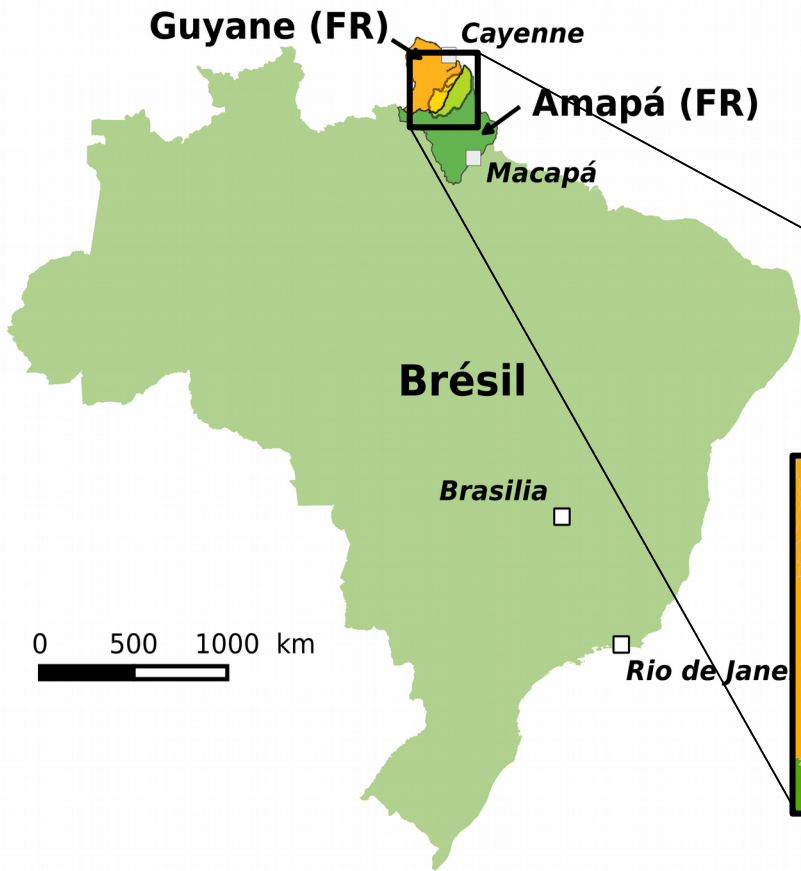 Guyane (FR)
Cayenne
Amapá (FR)
Macapá
Brésil
Brasilia
0 500 1000 km
Rio de Jane